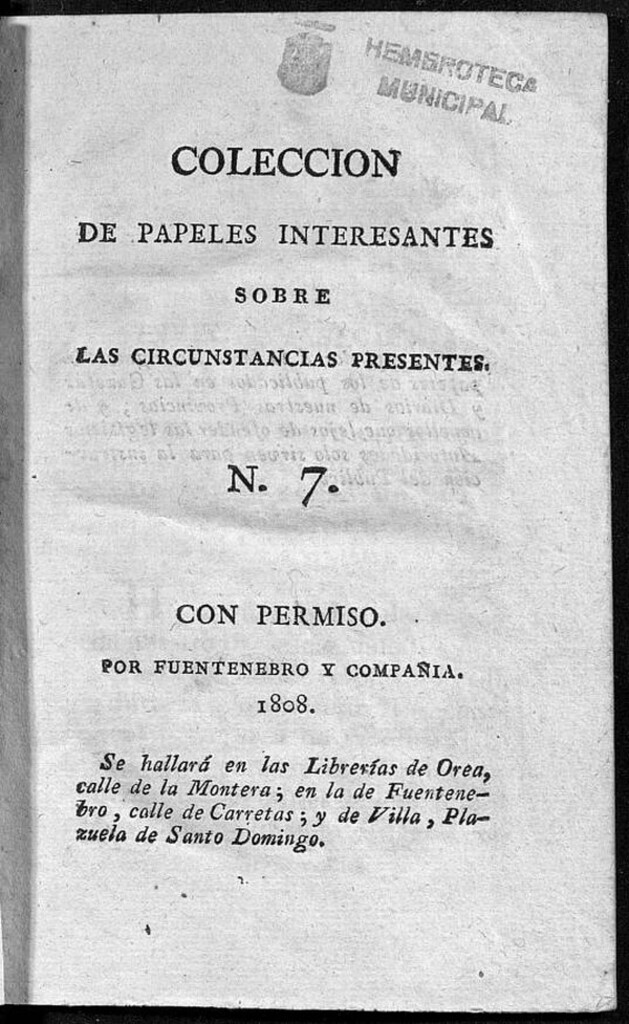 HEMEROTECA
MUNICIPAL
COLECCION
DE PAPELES INTERESANTES
SOBRE
LAS CIRCUNSTANCIAS PRESENTES.
N. 7.
CON PERMISO.
POR FUENTENEBRO Y COMPAÑIA.
1808.
Se hallará en las Librerías de Orea,
calle de la Montera; en la de Fuentene-
bro, calle de Carretas; y de Villa, Pla-
zuela de Santo Domingo.